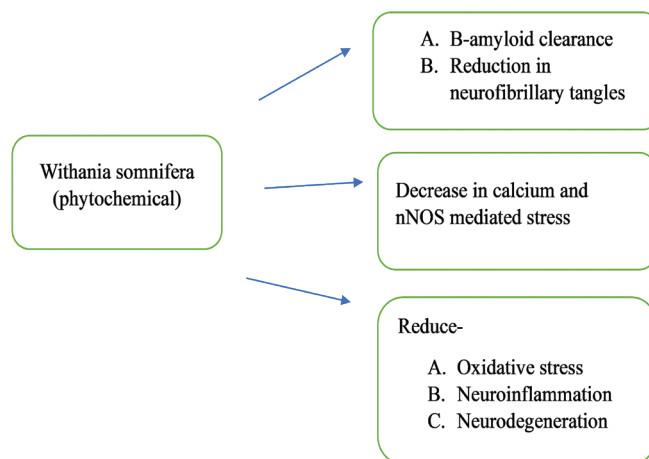 A. B-amyloid clearance
B. Reduction in
neurofibrillary tangles
Withania somnifera
(phytochemical)
Decrease in calcium and
nNOS mediated stress
Reduce-
A. Oxidative stress
B. Neuroinflammation
C. Neurodegeneration